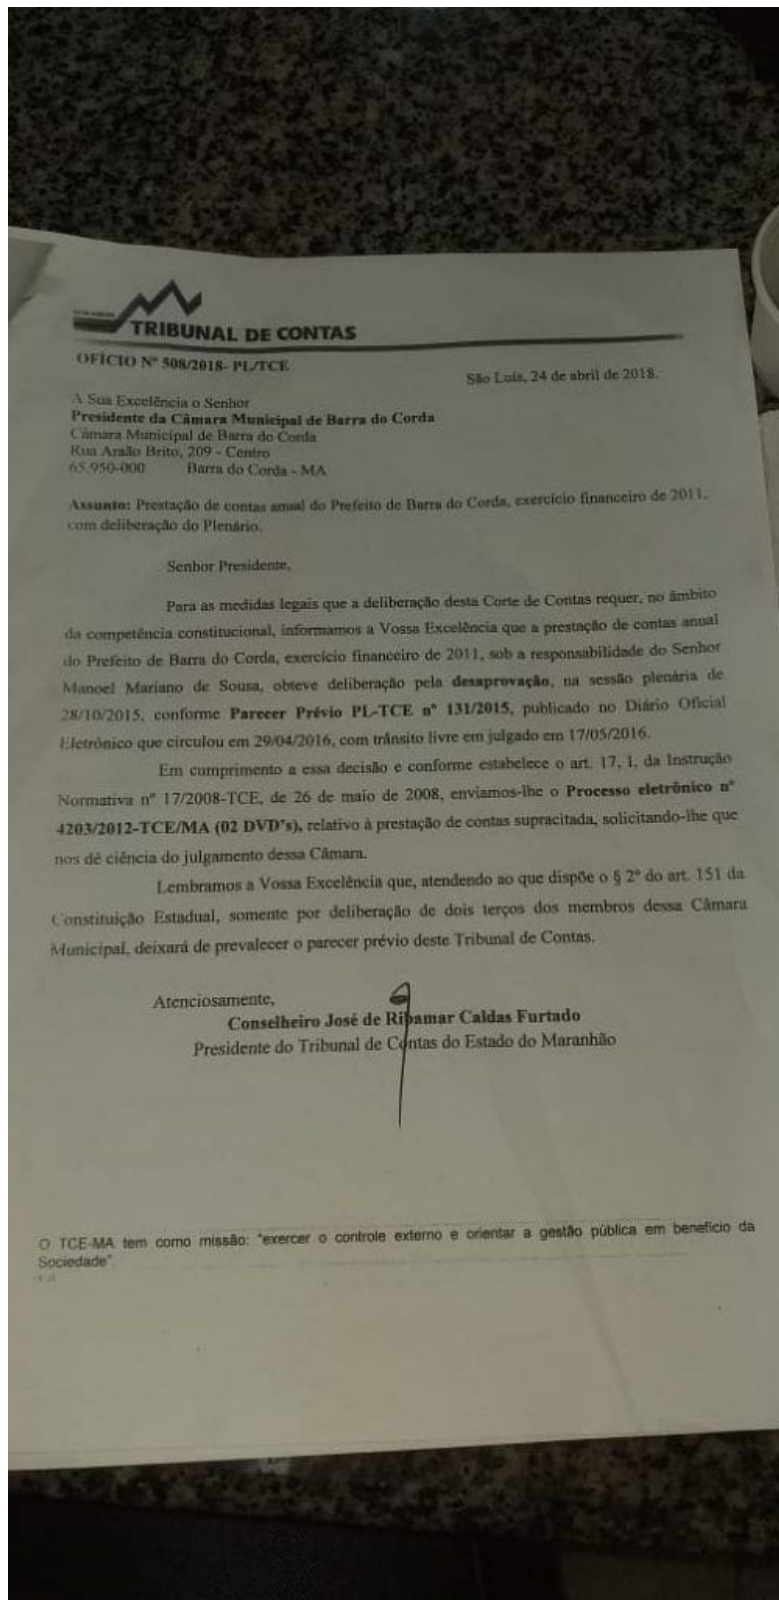 TRIBUNAL DE CONTAS
OFÍCIO Nº 508/2018- PL/TCE
São Luis, 24 de abril de 2018.
A Sua Excelência o Senhor
Presidente da Câmara Municipal de Barra do Corda
Câmara Municipal de Barra do Corda
Rua Arão Brito, 209 - Centro
65.950-000 Barra do Corda - MA
Assunto: Prestação de contas anual do Prefeito de Barra do Corda, exercício financeiro de 2011,
com deliberação do Plenário.
Senhor Presidente,
Para as medidas legais que a deliberação desta Corte de Contas requer, no âmbito
da competência constitucional, informamos a Vossa Excelência que a prestação de contas anual
do Prefeito de Barra do Corda, exercício financeiro de 2011, sob a responsabilidade do Senhor
Manoel Mariano de Sousa, obteve deliberação pela desaprovação, na sessão plenária de
28/10/2015, conforme Parecer Prévio PL-TCE nº 131/2015, publicado no Diário Oficial
Eletrônico que circulou em 29/04/2016, com trânsito livre em julgado em 17/05/2016.
Em cumprimento a essa decisão e conforme estabelece o art. 17, I, da Instrução
Normativa nº 17/2008-TCE, de 26 de maio de 2008, enviamos-lhe o Processo eletrônico nº
4203/2012-TCE/MA (02 DVD's), relativo à prestação de contas supracitada, solicitando-lhe que
nos dê ciência do julgamento dessa Câmara.
Lembramos a Vossa Excelência que, atendendo ao que dispõe o § 2º do art. 151 da
Constituição Estadual, somente por deliberação de dois terços dos membros dessa Câmara
Municipal, deixará de prevalecer o parecer prévio deste Tribunal de Contas.
Atenciosamente,
Conselheiro José de Ribamar Caldas Furtado
Presidente do Tribunal de Contas do Estado do Maranhão
O TCE-MA tem como missão: "exercer o controle externo e orientar a gestão pública em benefício da
Sociedade".